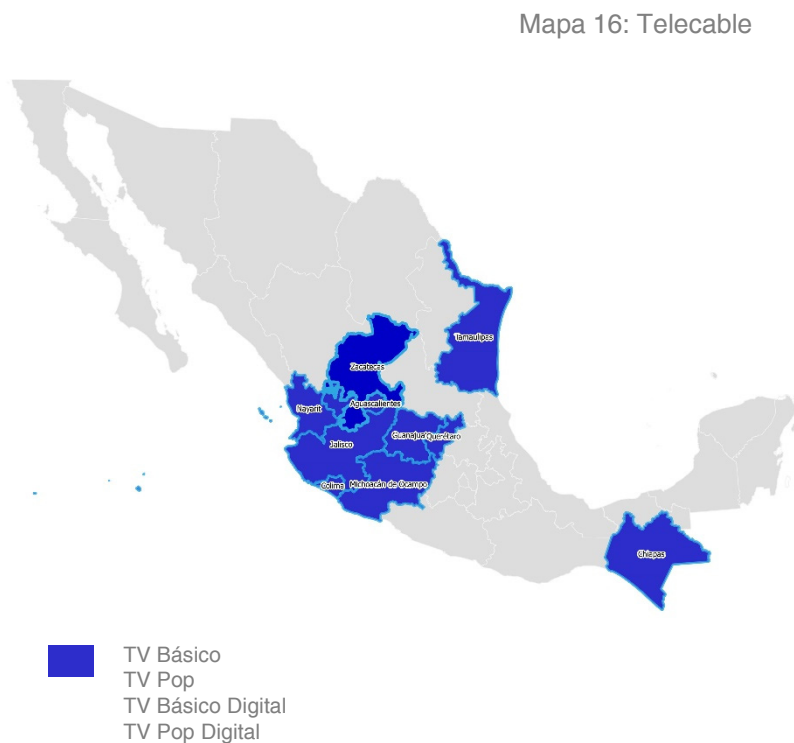 Mapa 16: Telecable
Tamaulipas
Zacatecas
Aguascalientes
Nayarit
Guanajua
Querétaro
Jalisco
Colima
Michoacán de Ocampo
Chiapas
TV Básico
TV Pop
TV Básico Digital
TV Pop Digital